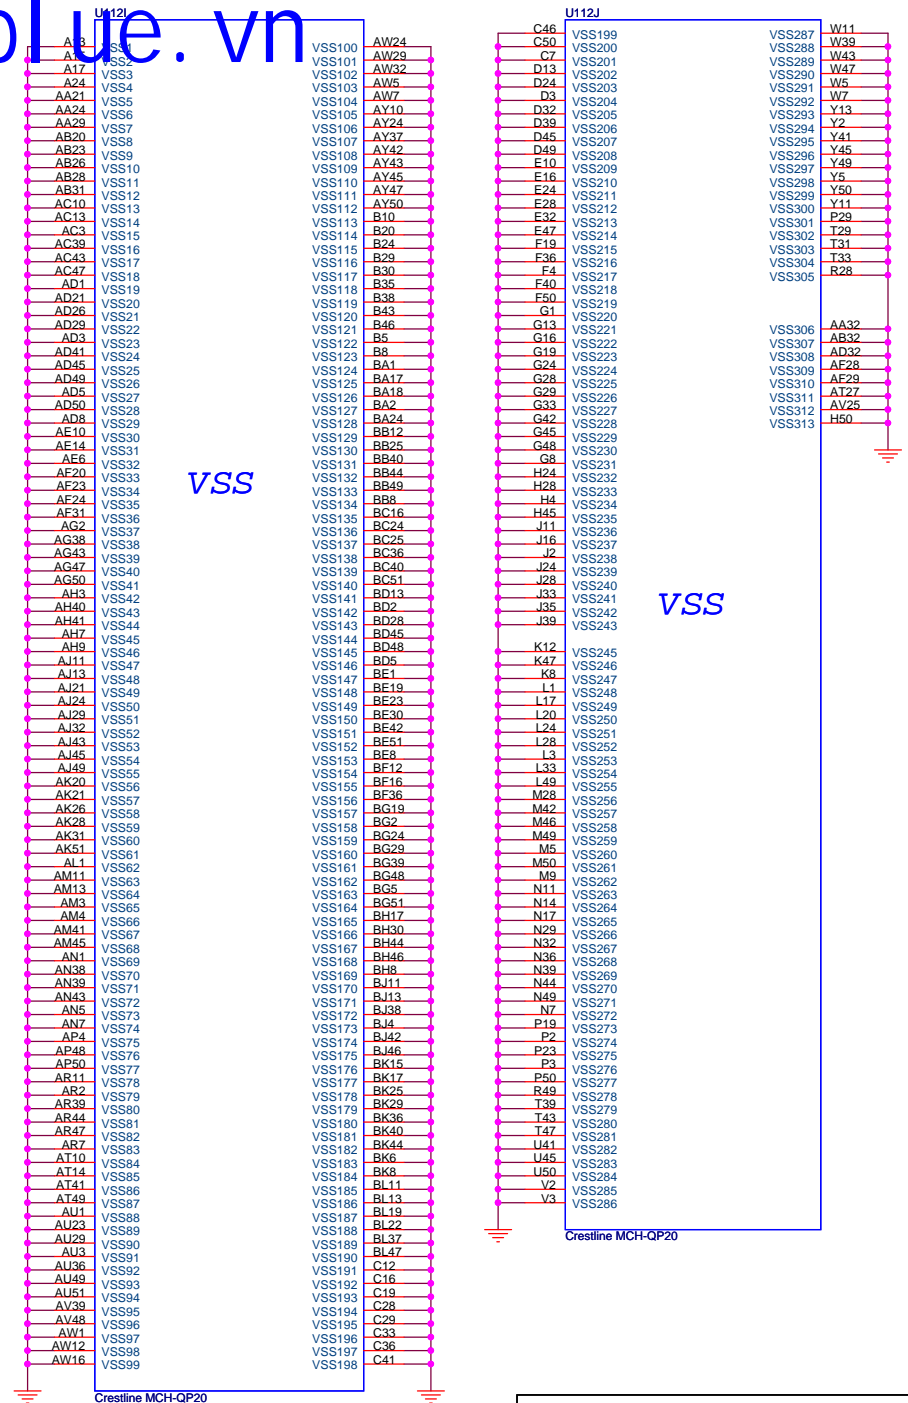 lue. vn
U112I
A13 VSS1
A15 VSS2
A17 VSS3
A24 VSS4
AA21 VSS5
AA24 VSS6
AA29 VSS7
AB20 VSS8
AB23 VSS9
AB26 VSS10
AB28 VSS11
AB31 VSS12
AC10 VSS13
AC13 VSS14
AC3 VSS15
AC39 VSS16
AC43 VSS17
AC47 VSS18
AD1 VSS19
AD21 VSS20
AD26 VSS21
AD29 VSS22
AD3 VSS23
AD41 VSS24
AD45 VSS25
AD49 VSS26
AD5 VSS27
AD50 VSS28
AD8 VSS29
AE10 VSS30
AE14 VSS31
AE6 VSS32
AF20 VSS33
AF23 VSS34
AF24 VSS35
AF31 VSS36
AG2 VSS37
AG38 VSS38
AG43 VSS39
AG47 VSS40
AG50 VSS41
AH3 VSS42
AH40 VSS43
AH41 VSS44
AH7 VSS45
AH9 VSS46
AJ11 VSS47
AJ13 VSS48
AJ21 VSS49
AJ24 VSS50
AJ29 VSS51
AJ32 VSS52
AJ43 VSS53
AJ45 VSS54
AJ49 VSS55
AK20 VSS56
AK21 VSS57
AK26 VSS58
AK28 VSS59
AK31 VSS60
AK51 VSS61
AL1 VSS62
AM11 VSS63
AM13 VSS64
AM3 VSS65
AM4 VSS66
AM41 VSS67
AM45 VSS68
AN1 VSS69
AN38 VSS70
AN39 VSS71
AN43 VSS72
AN5 VSS73
AN7 VSS74
AP4 VSS75
AP48 VSS76
AP50 VSS77
AR11 VSS78
AR2 VSS79
AR39 VSS80
AR44 VSS81
AR47 VSS82
AR7 VSS83
AT10 VSS84
AT14 VSS85
AT41 VSS86
AT49 VSS87
AU1 VSS88
AU23 VSS89
AU29 VSS90
AU3 VSS91
AU36 VSS92
AU49 VSS93
AU51 VSS94
AV39 VSS95
AV48 VSS96
AW1 VSS97
AW12 VSS98
AW16 VSS99
VSS
VSS100 AW24
VSS101 AW29
VSS102 AW32
VSS103 AW5
VSS104 AW7
VSS105 AY10
VSS106 AY24
VSS107 AY37
VSS108 AY42
VSS109 AY43
VSS110 AY45
VSS111 AY47
VSS112 AY50
VSS113 B10
VSS114 B20
VSS115 B24
VSS116 B29
VSS117 B30
VSS118 B35
VSS119 B38
VSS120 B43
VSS121 B46
VSS122 B5
VSS123 B8
VSS124 BA1
VSS125 BA17
VSS126 BA18
VSS127 BA2
VSS128 BA24
VSS129 BB12
VSS130 BB25
VSS131 BB40
VSS132 BB44
VSS133 BB49
VSS134 BB8
VSS135 BC16
VSS136 BC24
VSS137 BC25
VSS138 BC36
VSS139 BC40
VSS140 BC51
VSS141 BD13
VSS142 BD2
VSS143 BD28
VSS144 BD45
VSS145 BD48
VSS146 BD5
VSS147 BE1
VSS148 BE19
VSS149 BE23
VSS150 BE30
VSS151 BE42
VSS152 BE51
VSS153 BE8
VSS154 BF12
VSS155 BF16
VSS156 BF36
VSS157 BG19
VSS158 BG2
VSS159 BG24
VSS160 BG29
VSS161 BG39
VSS162 BG48
VSS163 BG5
VSS164 BG51
VSS165 BH17
VSS166 BH30
VSS167 BH44
VSS168 BH46
VSS169 BH8
VSS170 BJ11
VSS171 BJ13
VSS172 BJ38
VSS173 BJ4
VSS174 BJ42
VSS175 BJ46
VSS176 BK15
VSS177 BK17
VSS178 BK25
VSS179 BK29
VSS180 BK36
VSS181 BK40
VSS182 BK44
VSS183 BK6
VSS184 BK8
VSS185 BL11
VSS186 BL13
VSS187 BL19
VSS188 BL22
VSS189 BL37
VSS190 BL47
VSS191 C12
VSS192 C16
VSS193 C19
VSS194 C28
VSS195 C29
VSS196 C33
VSS197 C36
VSS198 C41
Crestline MCH-QP20
U112J
C46 VSS199
C50 VSS200
C7 VSS201
D13 VSS202
D24 VSS203
D3 VSS204
D32 VSS205
D39 VSS206
D45 VSS207
D49 VSS208
E10 VSS209
E16 VSS210
E24 VSS211
E28 VSS212
E32 VSS213
E47 VSS214
F19 VSS215
F36 VSS216
F4 VSS217
F40 VSS218
F50 VSS219
G1 VSS220
G13 VSS221
G16 VSS222
G19 VSS223
G24 VSS224
G28 VSS225
G29 VSS226
G33 VSS227
G42 VSS228
G45 VSS229
G48 VSS230
G8 VSS231
H24 VSS232
H28 VSS233
H4 VSS234
H45 VSS235
J11 VSS236
J16 VSS237
J2 VSS238
J24 VSS239
J28 VSS240
J33 VSS241
J35 VSS242
J39 VSS243
K12 VSS245
K47 VSS246
K8 VSS247
L1 VSS248
L17 VSS249
L20 VSS250
L24 VSS251
L28 VSS252
L3 VSS253
L33 VSS254
L49 VSS255
M28 VSS256
M42 VSS257
M46 VSS258
M49 VSS259
M5 VSS260
M50 VSS261
M9 VSS262
N11 VSS263
N14 VSS264
N17 VSS265
N29 VSS266
N32 VSS267
N36 VSS268
N39 VSS269
N44 VSS270
N49 VSS271
N7 VSS272
P19 VSS273
P2 VSS274
P23 VSS275
P3 VSS276
P50 VSS277
R49 VSS278
T39 VSS279
T43 VSS280
T47 VSS281
U41 VSS282
U45 VSS283
U50 VSS284
V2 VSS285
V3 VSS286
VSS
VSS287 W11
VSS288 W39
VSS289 W43
VSS290 W47
VSS291 W5
VSS292 W7
VSS293 Y13
VSS294 Y2
VSS295 Y41
VSS296 Y45
VSS297 Y49
VSS298 Y5
VSS299 Y50
VSS300 Y11
VSS301 P29
VSS302 T29
VSS303 T31
VSS304 T33
VSS305 R28
VSS306 AA32
VSS307 AB32
VSS308 AD32
VSS309 AF28
VSS310 AF29
VSS311 AT27
VSS312 AV25
VSS313 H50
Crestline MCH-QP20